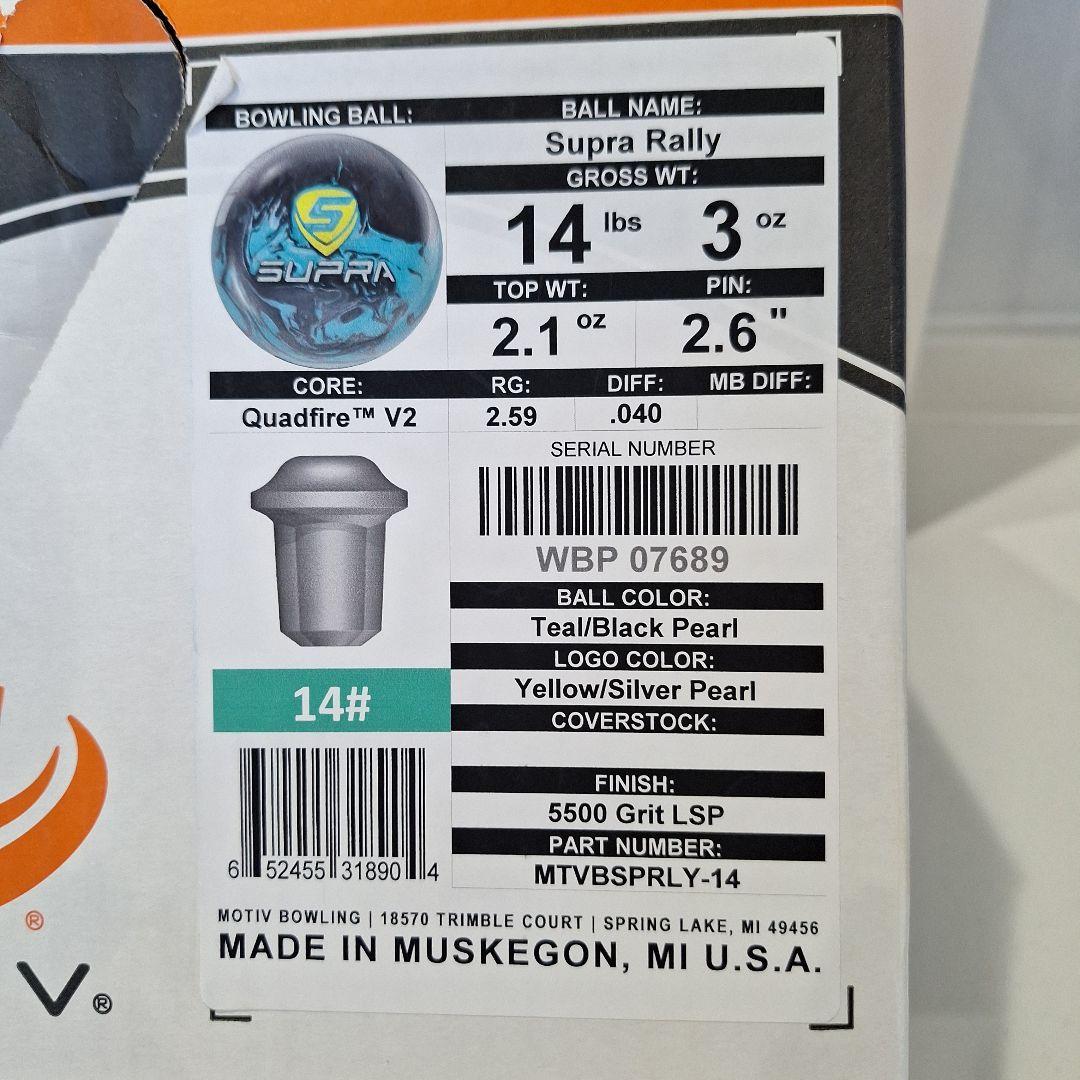 BOWLING BALL:
BALL NAME:
Supra Rally
GROSS WT:
14 lbs 3 oz
TOP WT: PIN:
2.1 oz 2.6 "
S
SUPRA
CORE: RG: DIFF: MB DIFF:
Quadfire™ V2 2.59 .040
SERIAL NUMBER
WBP 07689
BALL COLOR:
Teal/Black Pearl
LOGO COLOR:
Yellow/Silver Pearl
14#
COVERSTOCK:
FINISH:
5500 Grit LSP
PART NUMBER:
MTVBSPRLY-14
6 52455 31890 4
MOTIV BOWLING | 18570 TRIMBLE COURT | SPRING LAKE, MI 49456
MADE IN MUSKEGON, MI U.S.A.
®
V®